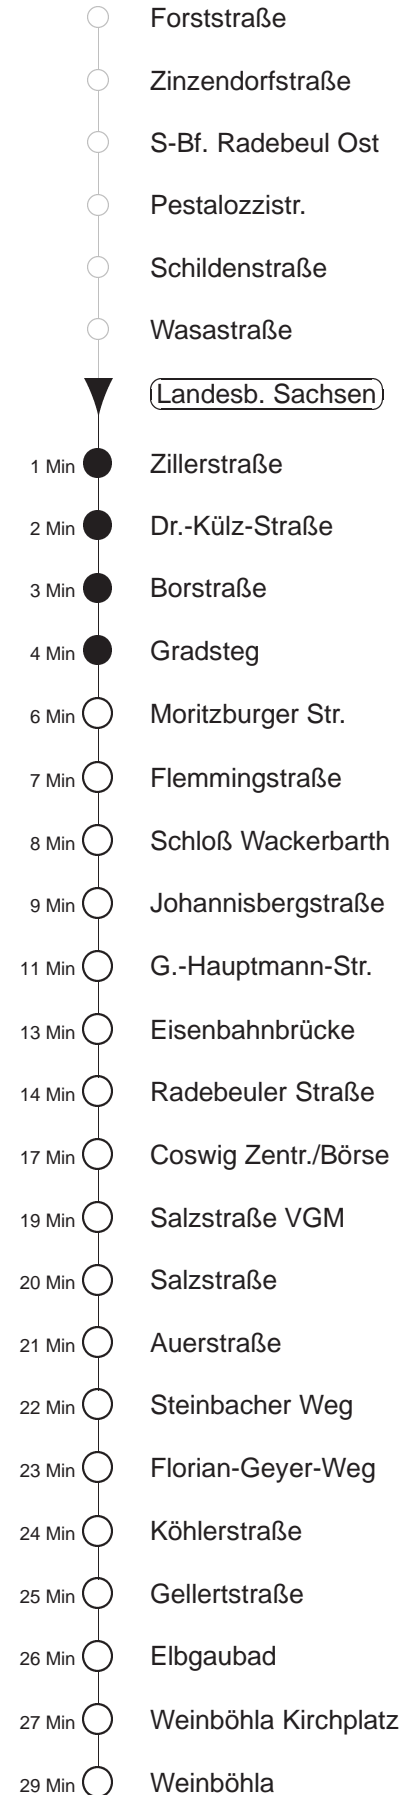 Forststraße
Zinzendorfstraße
S-Bf. Radebeul Ost
Pestalozzistr.
Schildenstraße
Wasastraße
Landesb. Sachsen
1 Min Zillerstraße
2 Min Dr.-Külz-Straße
3 Min Borstraße
4 Min Gradsteg
6 Min Moritzburger Str.
7 Min Flemmingstraße
8 Min Schloß Wackerbarth
9 Min Johannisbergstraße
11 Min G.-Hauptmann-Str.
13 Min Eisenbahnbrücke
14 Min Radebeuler Straße
17 Min Coswig Zentr./Börse
19 Min Salzstraße VGM
20 Min Salzstraße
21 Min Auerstraße
22 Min Steinbacher Weg
23 Min Florian-Geyer-Weg
24 Min Köhlerstraße
25 Min Gellertstraße
26 Min Elbgaubad
27 Min Weinböhla Kirchplatz
29 Min Weinböhla